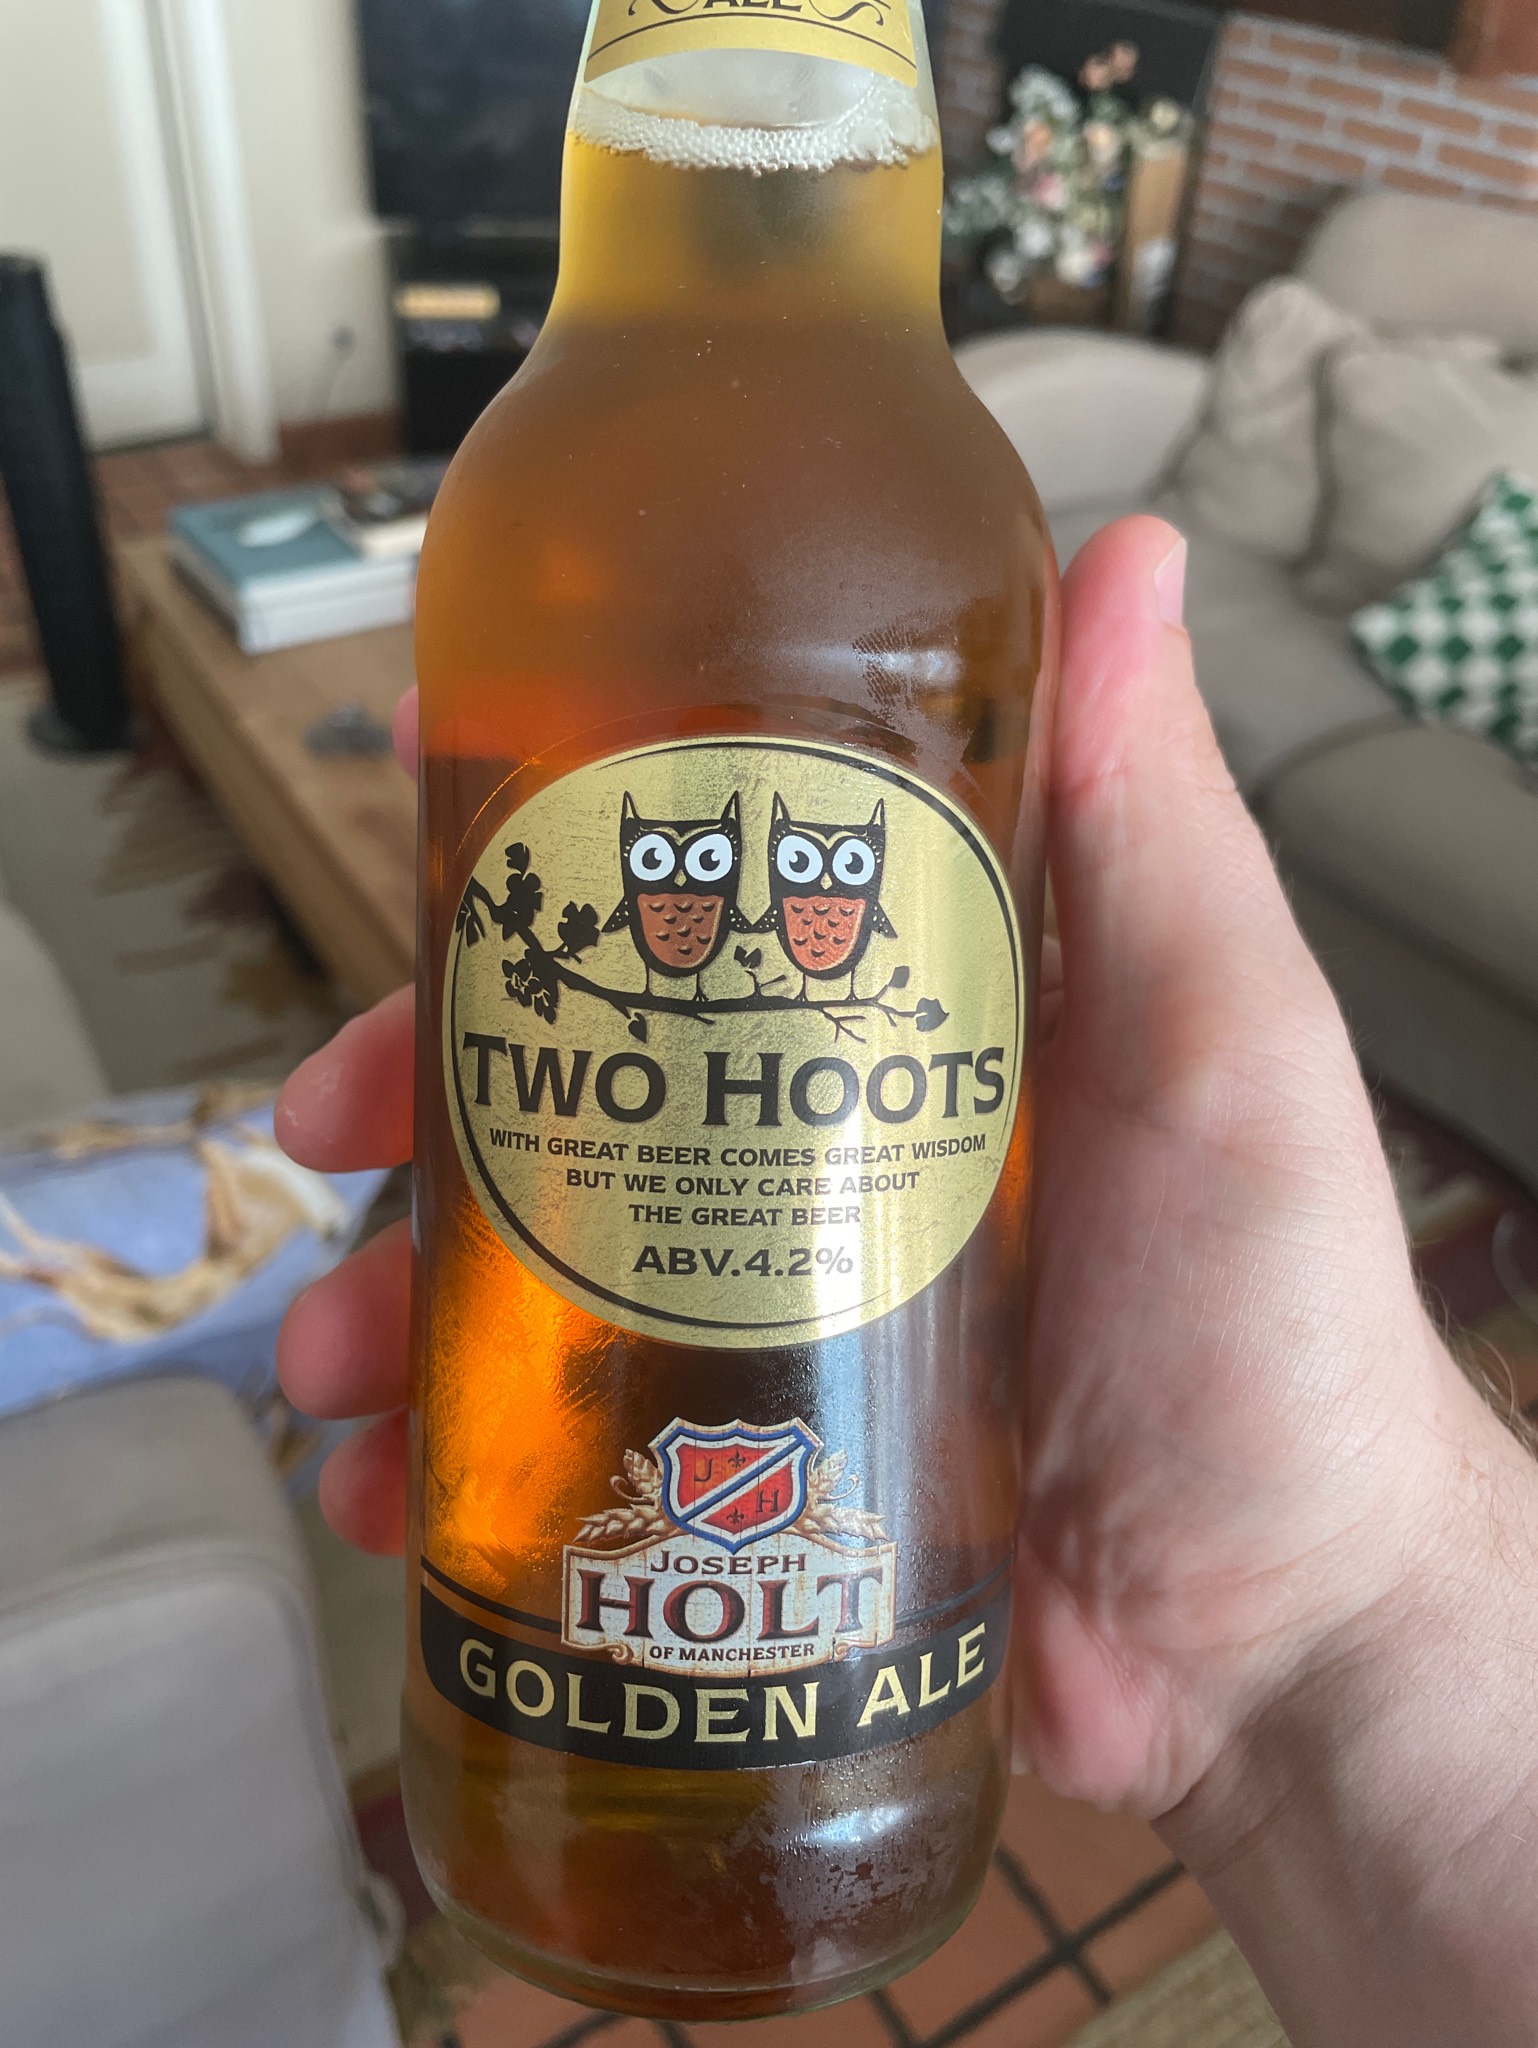 ALE
TWO HOOTS
WITH GREAT BEER COMES GREAT WISDOM
BUT WE ONLY CARE ABOUT
THE GREAT BEER
ABV.4.2%
J
H
JOSEPH
HOLT
OF MANCHESTER
GOLDEN ALE